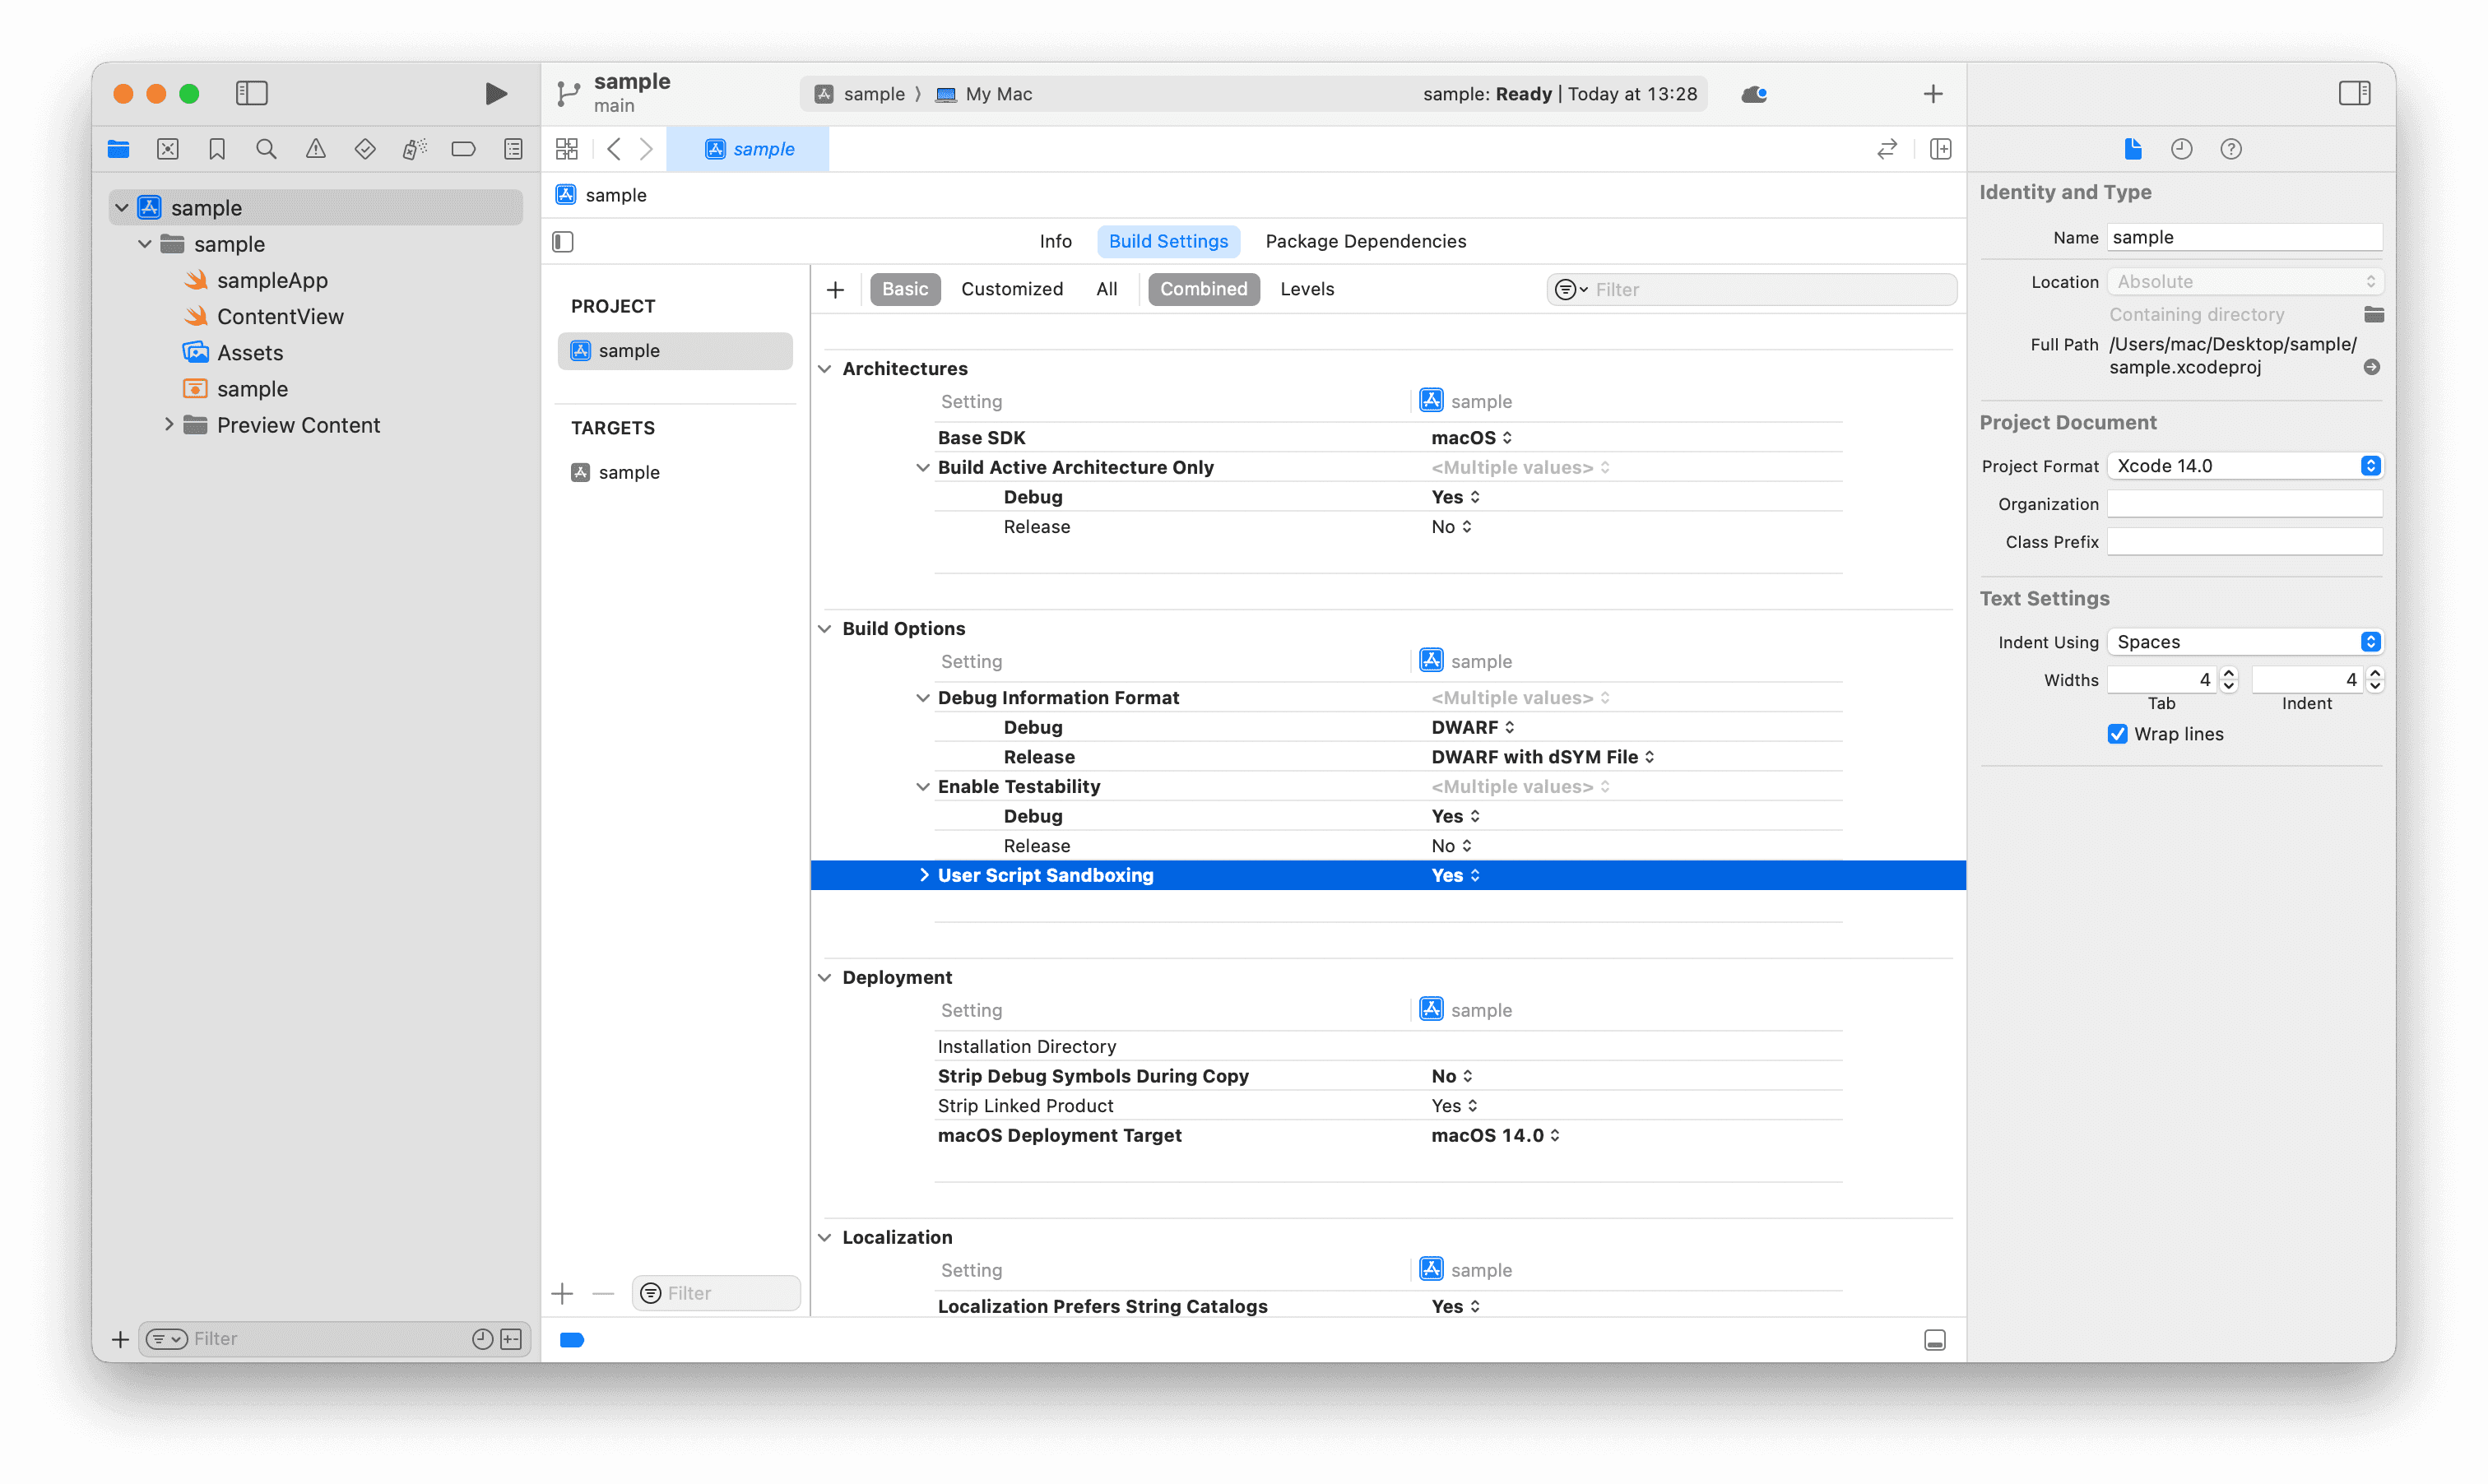 sample
main
sample 〉 My Mac
sample: Ready | Today at 13:28
sample
sample
sample
sampleApp
ContentView
Assets
sample
Preview Content
Filter
sample
Info
Build Settings
Package Dependencies
PROJECT
sample
TARGETS
sample
Filter
Basic
Customized
All
Combined
Levels
Filter
Architectures
Setting sample
Base SDK macOS
Build Active Architecture Only <Multiple values>
Debug Yes
Release No
Build Options
Setting sample
Debug Information Format <Multiple values>
Debug DWARF
Release DWARF with dSYM File
Enable Testability <Multiple values>
Debug Yes
Release No
User Script Sandboxing Yes
Deployment
Setting sample
Installation Directory
Strip Debug Symbols During Copy No
Strip Linked Product Yes
macOS Deployment Target macOS 14.0
Localization
Setting sample
Localization Prefers String Catalogs Yes
Identity and Type
Name sample
Location Absolute
Containing directory
Full Path /Users/mac/Desktop/sample/
sample.xcodeproj
Project Document
Project Format Xcode 14.0
Organization
Class Prefix
Text Settings
Indent Using Spaces
Widths 4 4
Tab Indent
Wrap lines